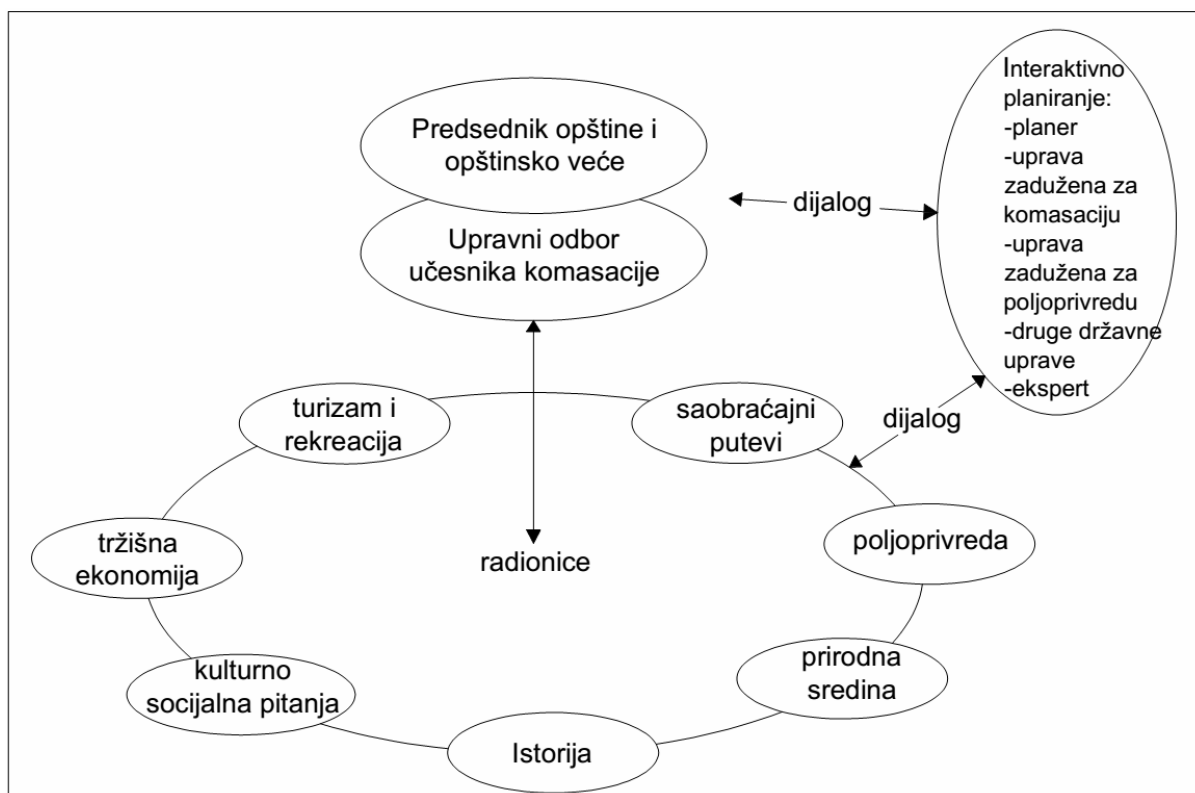 Predsednik opštine i
opštinsko veće
Upravni odbor
učesnika komasacije
dijalog
Interaktivno
planiranje:
-planer
-uprava
zadužena za
komasaciju
-uprava
zadužena za
poljoprivredu
-druge državne
uprave
-ekspert
dijalog
turizam i
rekreacija
saobraćajni
putevi
tržišna
ekonomija
radionice
poljoprivreda
kulturno
socijalna pitanja
prirodna
sredina
Istorija